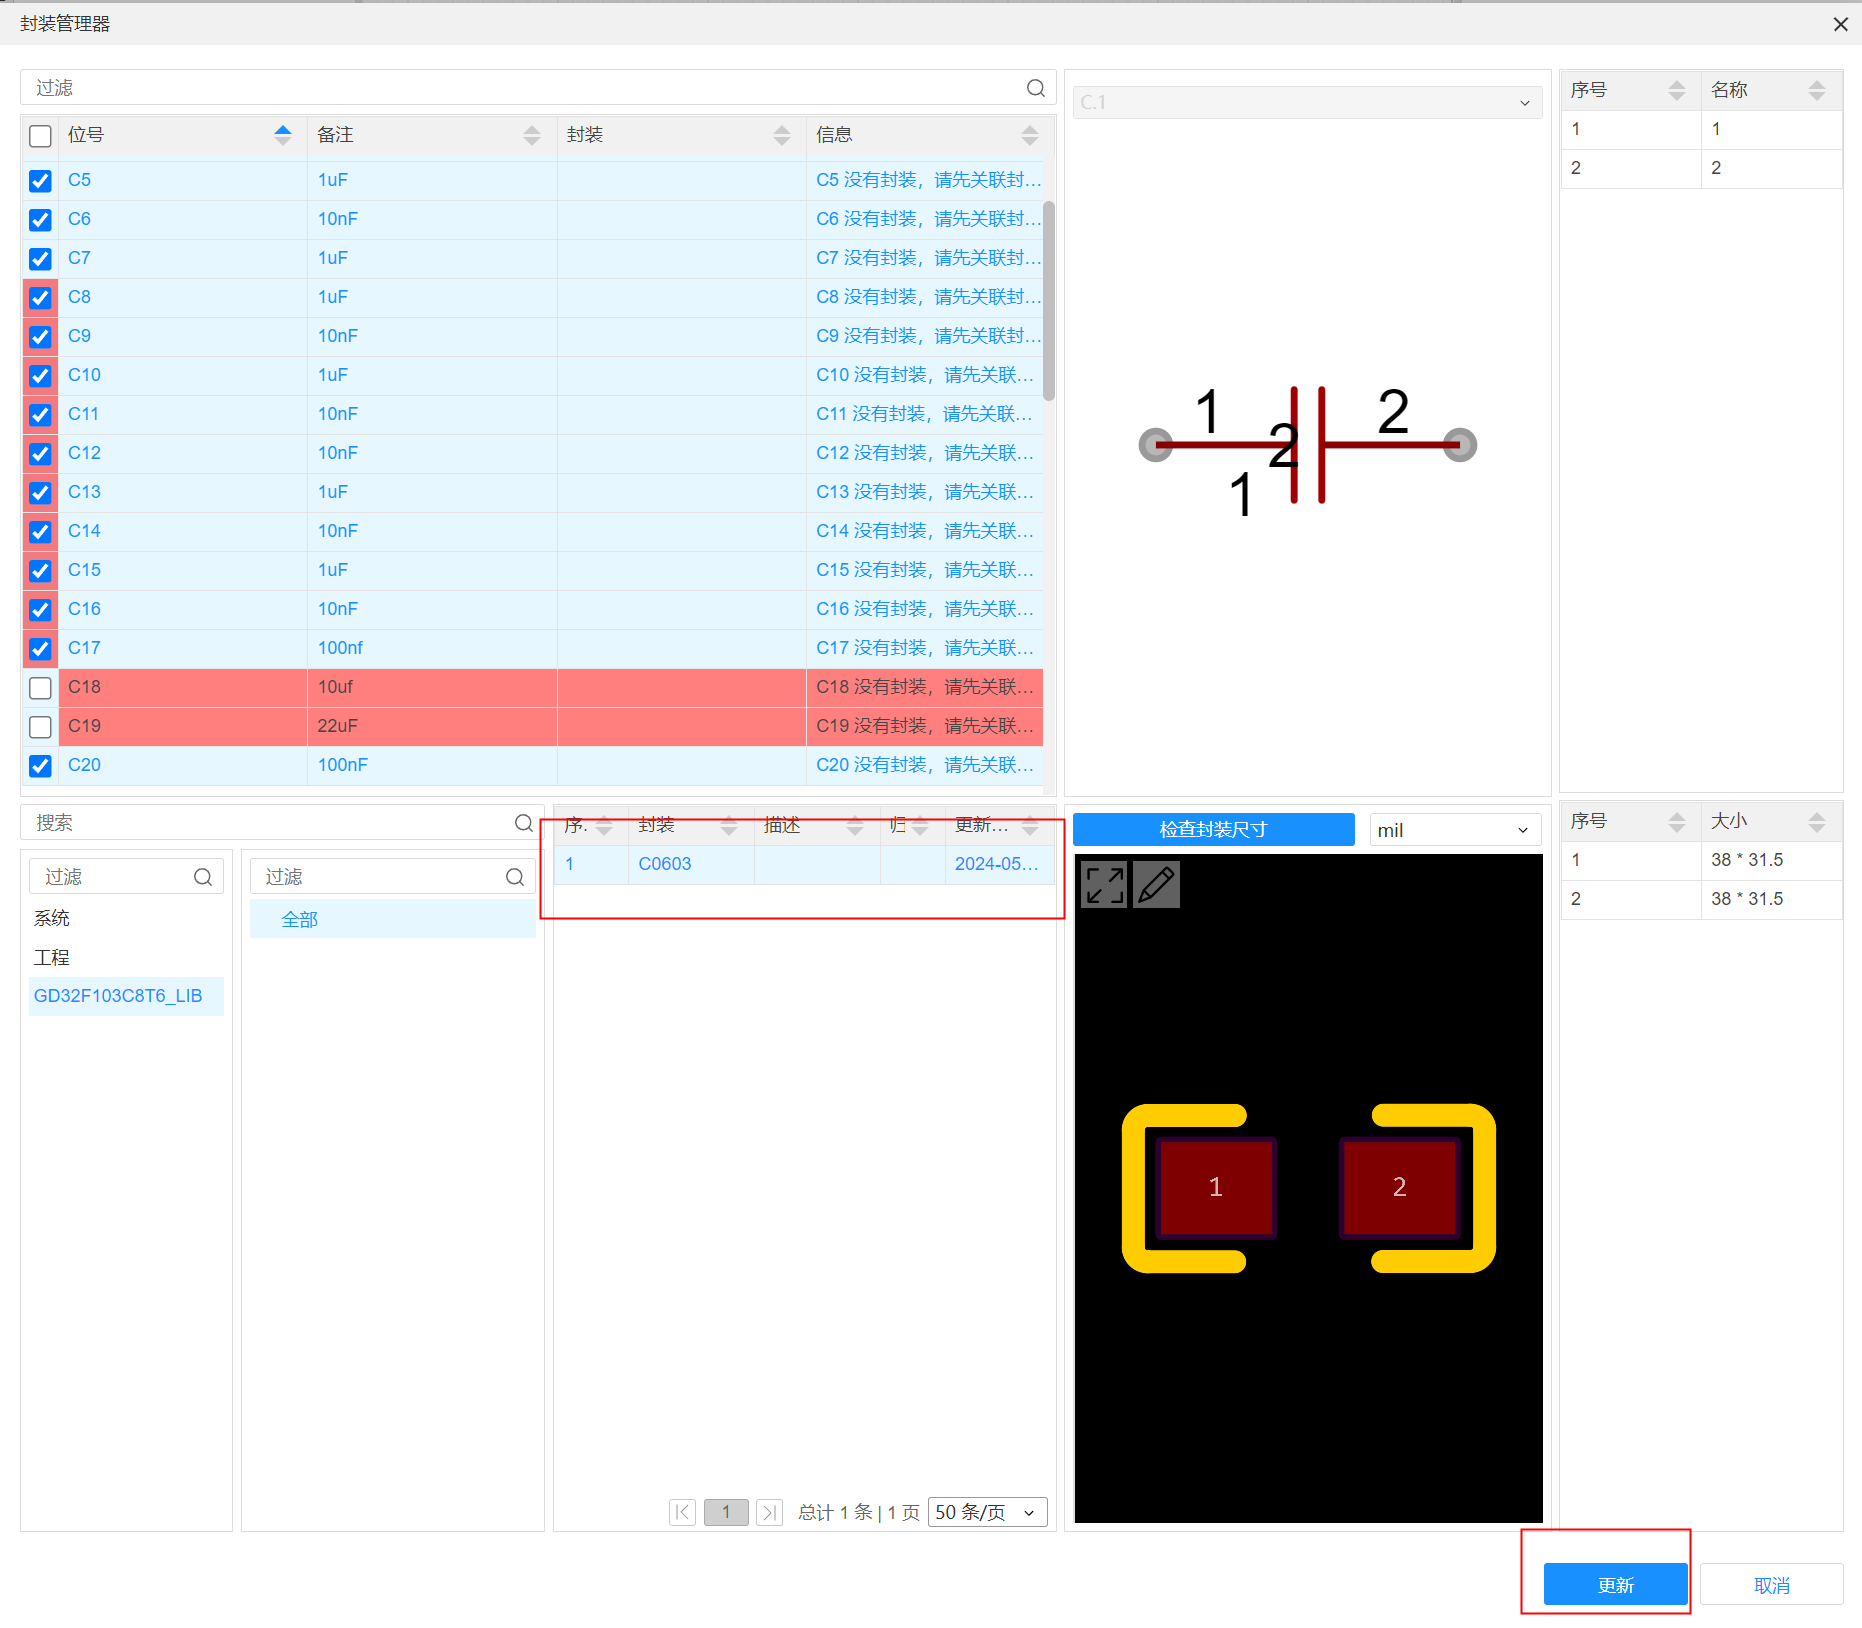 封装管理器
过滤
位号 备注 封装 信息
C5 1uF C5 没有封装，请先关联封...
C6 10nF C6 没有封装，请先关联封...
C7 1uF C7 没有封装，请先关联封...
C8 1uF C8 没有封装，请先关联封...
C9 10nF C9 没有封装，请先关联封...
C10 1uF C10 没有封装，请先关联...
C11 10nF C11 没有封装，请先关联...
C12 10nF C12 没有封装，请先关联...
C13 1uF C13 没有封装，请先关联...
C14 10nF C14 没有封装，请先关联...
C15 1uF C15 没有封装，请先关联...
C16 10nF C16 没有封装，请先关联...
C17 100nf C17 没有封装，请先关联...
C18 10uf C18 没有封装，请先关联...
C19 22uF C19 没有封装，请先关联...
C20 100nF C20 没有封装，请先关联...
C.1
1 2
2
1
序号 名称
1 1
2 2
搜索
过滤
系统
工程
GD32F103C8T6_LIB
过滤
全部
序. 封装 描述 归 更新...
1 C0603 2024-05...
1 总计 1 条 | 1 页 50 条/页
检查封装尺寸 mil
1 2
序号 大小
1 38 * 31.5
2 38 * 31.5
更新 取消